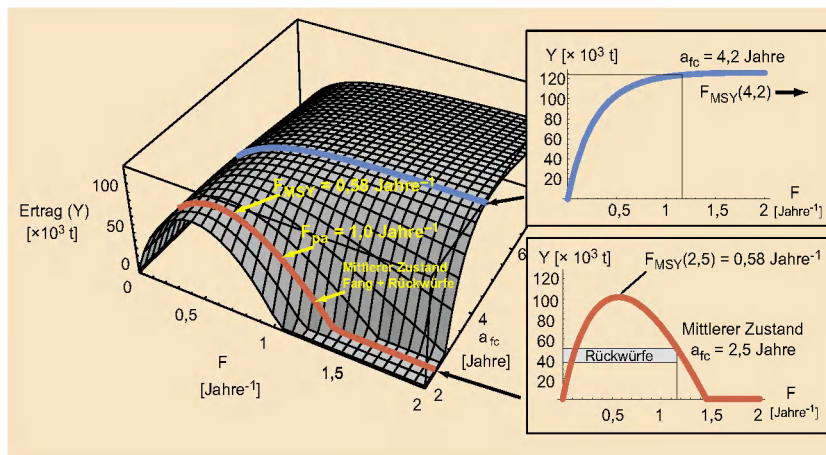 Ertrag (Y)
[×10³ t]
100
50
0
0
0,5
1
1,5
2
F
[Jahre⁻¹]
2
4
6
a_fc
[Jahre]
F_MSY = 0,58 Jahre⁻¹
F_pa = 1,0 Jahre⁻¹
Mittlerer Zustand
Fang + Rückwürfe
Y [× 10³ t]
a_fc = 4,2 Jahre
120
100
80
60
40
20
F_MSY(4,2)
F
0,5
1
1,5
2
[Jahre⁻¹]
Y [× 10³ t]
F_MSY(2,5) = 0,58 Jahre⁻¹
120
100
80
60
40
20
Mittlerer Zustand
a_fc = 2,5 Jahre
Rückwürfe
F
0,5
1
1,5
2
[Jahre⁻¹]